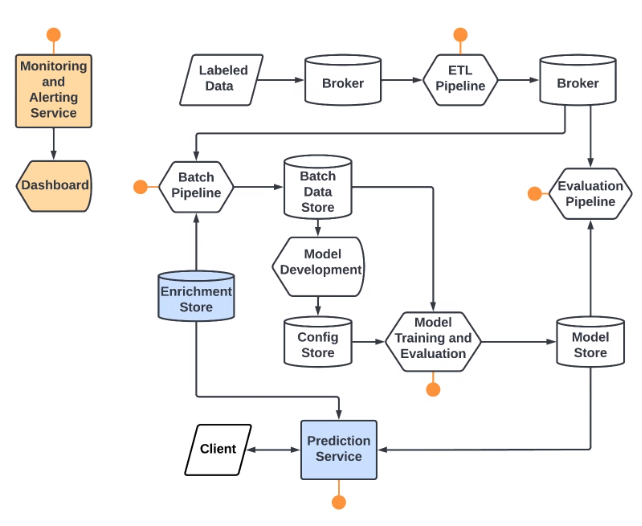 Monitoring
and
Alerting
Service
Dashboard
Labeled
Data
Broker
ETL
Pipeline
Broker
Batch
Pipeline
Batch
Data
Store
Evaluation
Pipeline
Model
Development
Enrichment
Store
Config
Store
Model
Training and
Evaluation
Model
Store
Client
Prediction
Service